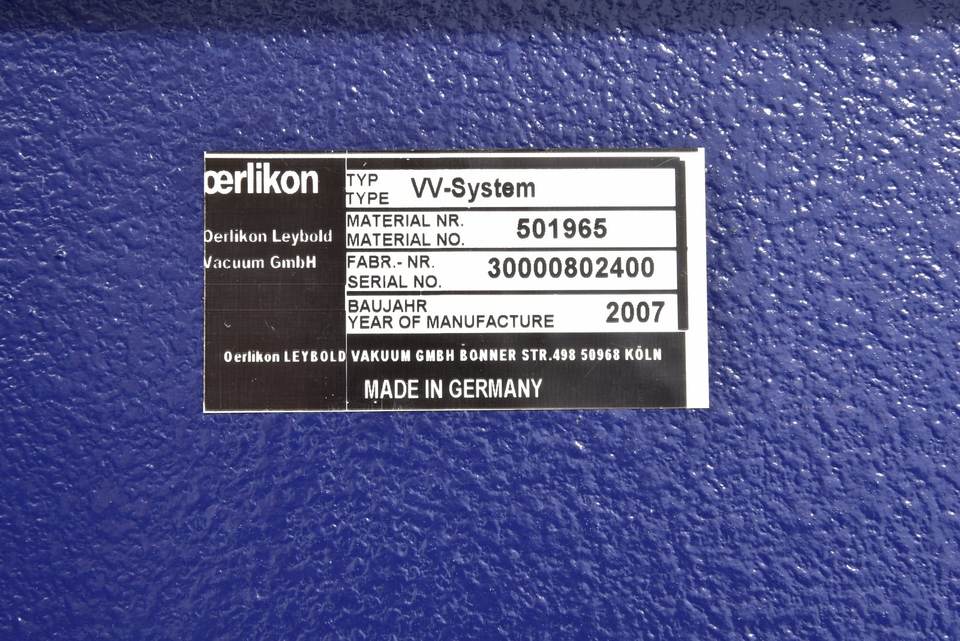 oerlikon
Oerlikon Leybold
Vacuum GmbH
TYP
TYPE
VV-System
MATERIAL NR.
MATERIAL NO.
501965
FABR.- NR.
SERIAL NO.
30000802400
BAUJAHR
YEAR OF MANUFACTURE
2007
Oerlikon LEYBOLD VAKUUM GMBH BONNER STR.498 50968 KÖLN
MADE IN GERMANY